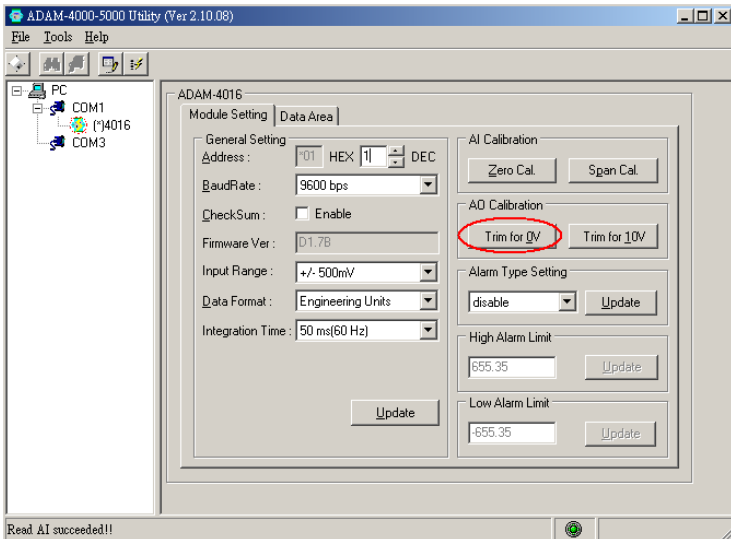 ADAM-4000-5000 Utility (Ver 2.10.08)
File Tools Help
PC
COM1
(*)4016
COM3
ADAM-4016
Module Setting Data Area
General Setting
Address : *01 HEX 1 DEC
BaudRate : 9600 bps
CheckSum : Enable
Firmware Ver : D1.7B
Input Range : +/- 500mV
Data Format : Engineering Units
Integration Time : 50 ms(60 Hz)
Update
AI Calibration
Zero Cal. Span Cal.
AO Calibration
Trim for 0V Trim for 10V
Alarm Type Setting
disable Update
High Alarm Limit
655.35 Update
Low Alarm Limit
-655.35 Update
Read AI succeeded!!